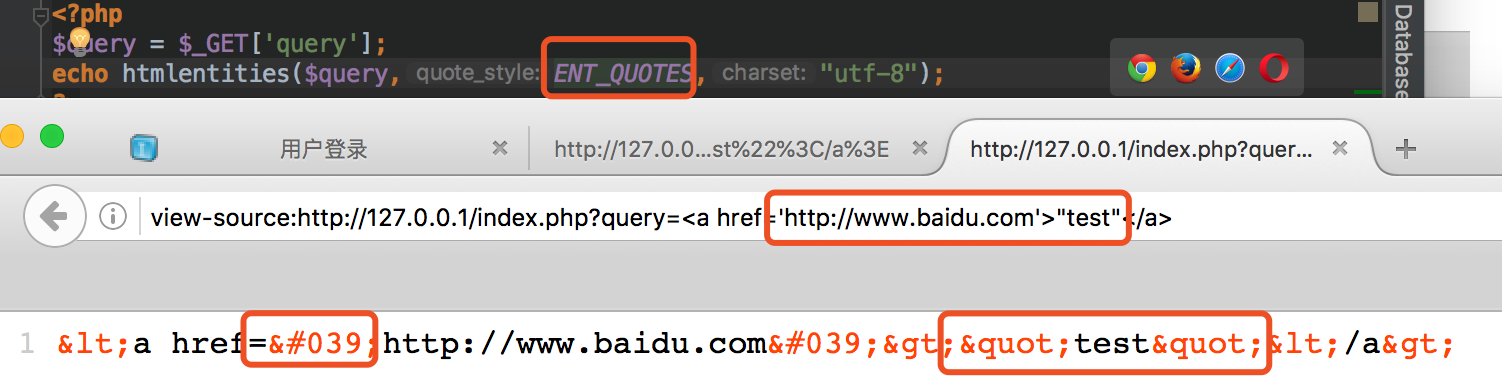 <?php
$query = $_GET['query'];
echo htmlentities($query, quote_style: ENT_QUOTES, charset: "utf-8");
Database
用户登录
http://127.0.0...st%22%3C/a%3E
http://127.0.0.1/index.php?quer...
view-source:http://127.0.0.1/index.php?query=<a href='http://www.baidu.com'>"test"</a>
1 &lt;a href=&#039;http://www.baidu.com&#039;&gt;&quot;test&quot;&lt;/a&gt;